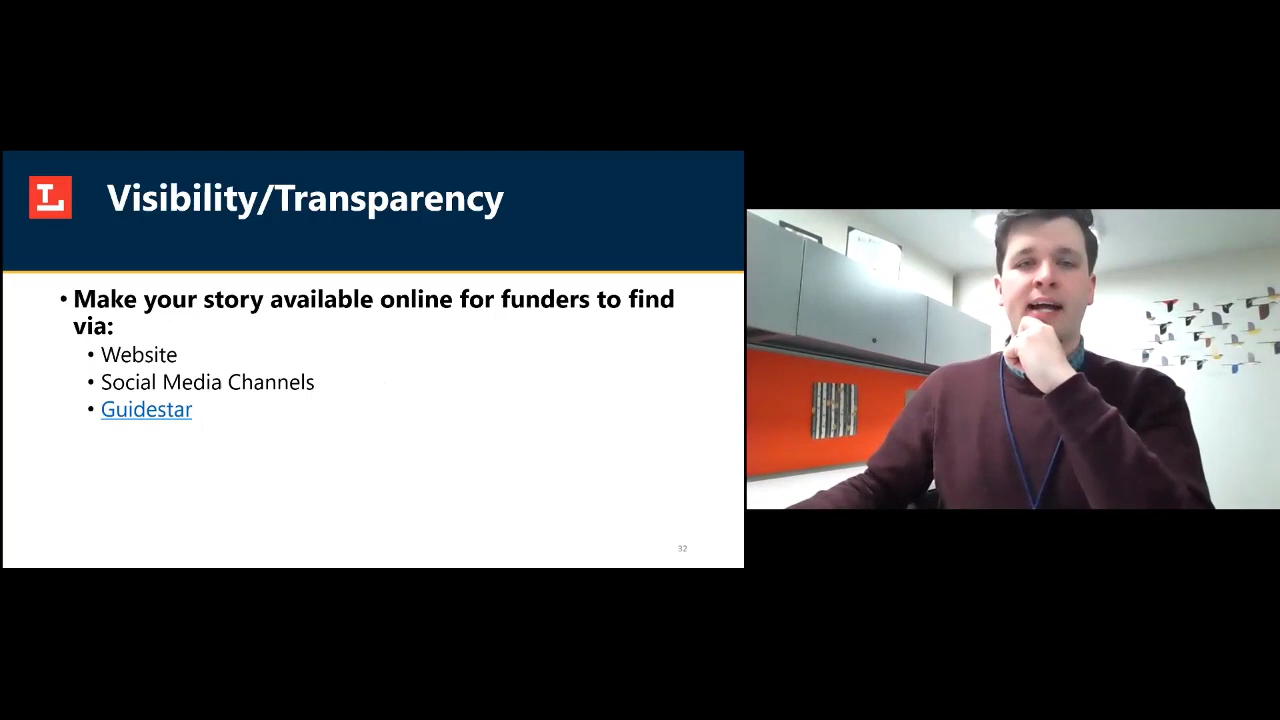 Visibility/Transparency
• Make your story available online for funders to find
via:
• Website
• Social Media Channels
• Guidestar
32